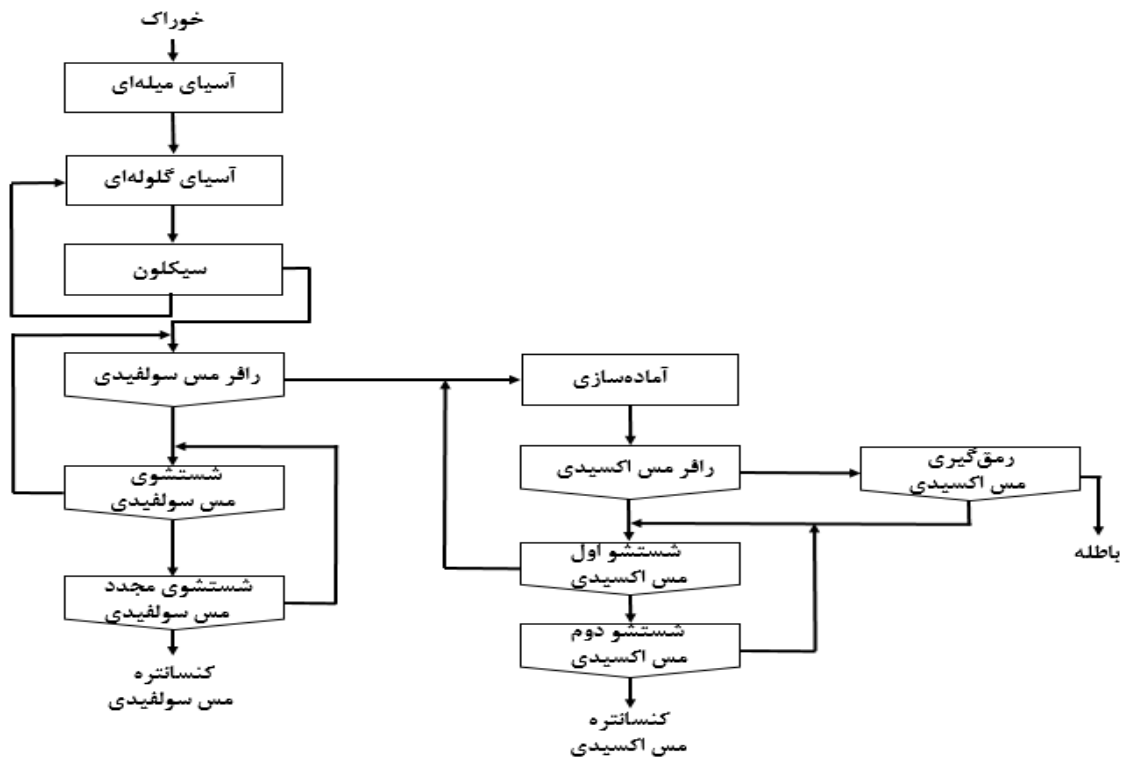 خوراک
آسیای میله‌ای
آسیای گلوله‌ای
سیکلون
رافر مس سولفیدی
شستشوی
مس سولفیدی
شستشوی مجدد
مس سولفیدی
کنسانتره
مس سولفیدی
آماده‌سازی
رافر مس اکسیدی
رمق‌گیری
مس اکسیدی
باطله
شستشو اول
مس اکسیدی
شستشو دوم
مس اکسیدی
کنسانتره
مس اکسیدی